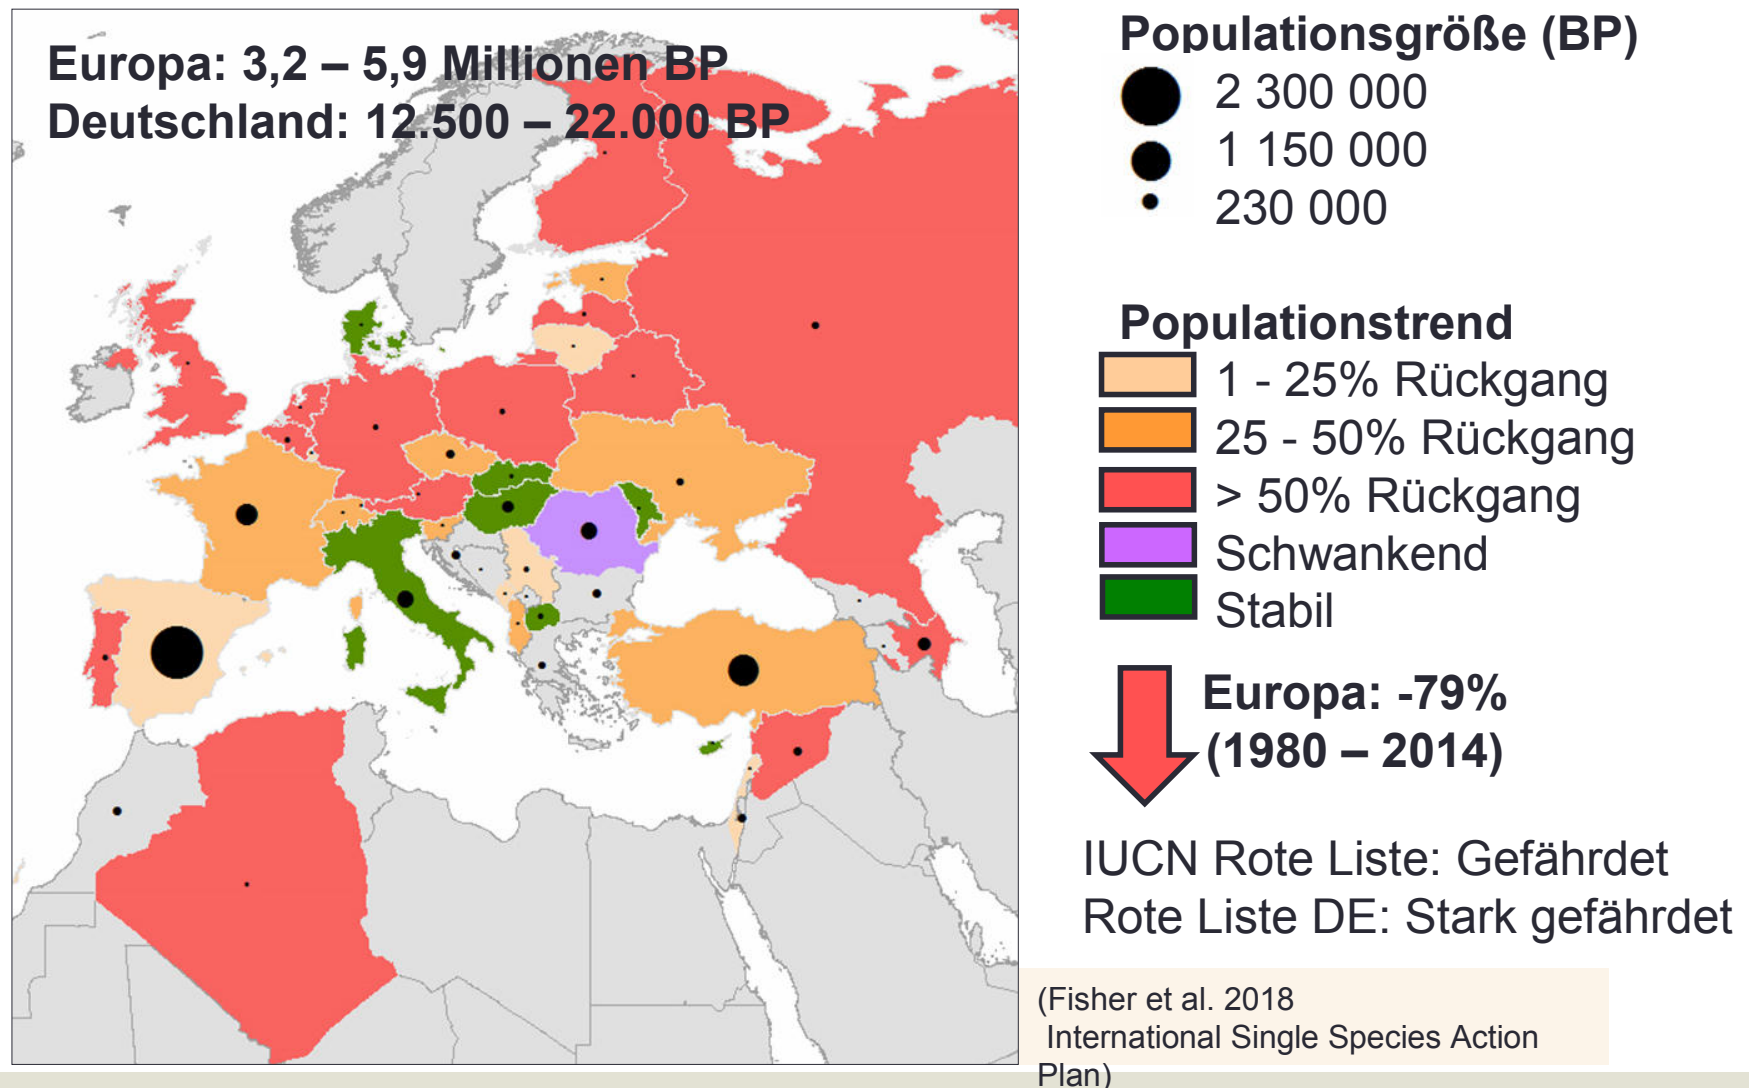 Europa: 3,2 – 5,9 Millionen BP
Deutschland: 12.500 – 22.000 BP
Populationsgröße (BP)
2 300 000
1 150 000
230 000
Populationstrend
1 - 25% Rückgang
25 - 50% Rückgang
> 50% Rückgang
Schwankend
Stabil
Europa: -79%
(1980 – 2014)
IUCN Rote Liste: Gefährdet
Rote Liste DE: Stark gefährdet
(Fisher et al. 2018
International Single Species Action
Plan)